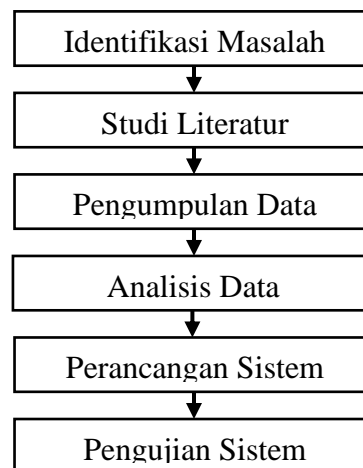 Identifikasi Masalah
Studi Literatur
Pengumpulan Data
Analisis Data
Perancangan Sistem
Pengujian Sistem